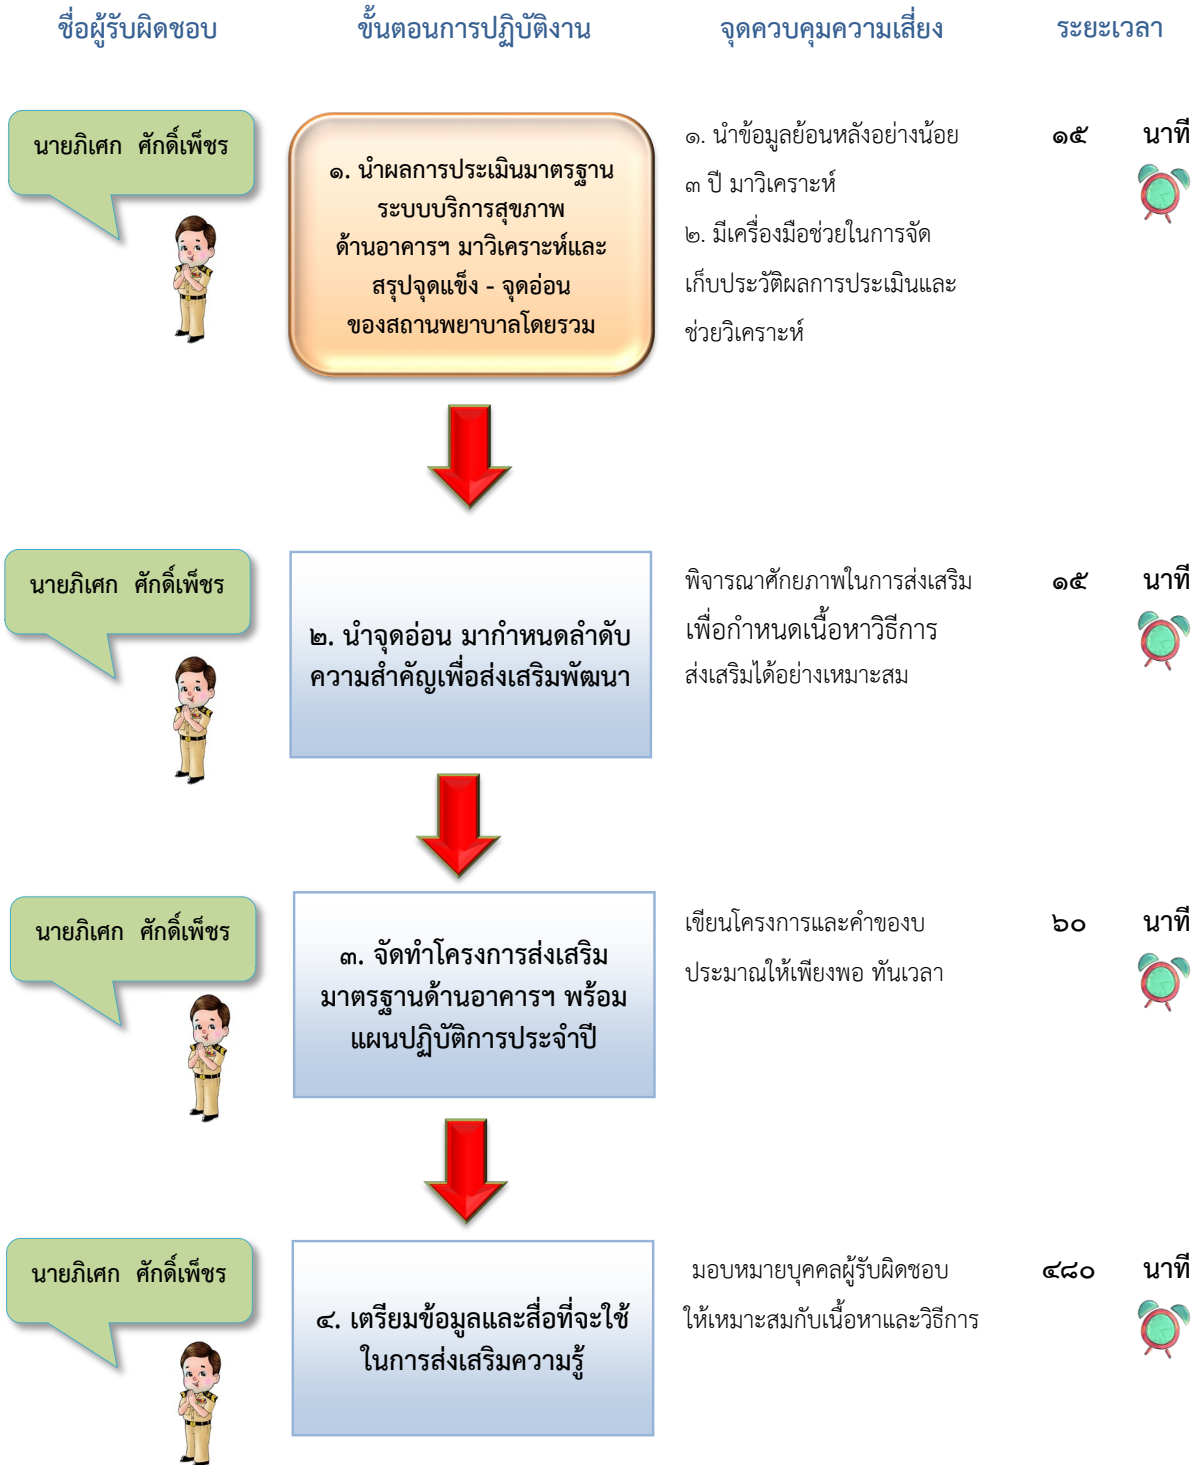 ชื่อผู้รับผิดชอบ ขั้นตอนการปฏิบัติงาน จุดควบคุมความเสี่ยง ระยะเวลา
นายภิเศก ศักดิ์เพ็ชร
๑. นำผลการประเมินมาตรฐาน
ระบบบริการสุขภาพ
ด้านอาคารฯ มาวิเคราะห์และ
สรุปจุดแข็ง - จุดอ่อน
ของสถานพยาบาลโดยรวม
๑. นำข้อมูลย้อนหลังอย่างน้อย
๓ ปี มาวิเคราะห์
๒. มีเครื่องมือช่วยในการจัด
เก็บประวัติผลการประเมินและ
ช่วยวิเคราะห์
๑๕ นาที
นายภิเศก ศักดิ์เพ็ชร
๒. นำจุดอ่อน มากำหนดลำดับ
ความสำคัญเพื่อส่งเสริมพัฒนา
พิจารณาศักยภาพในการส่งเสริม
เพื่อกำหนดเนื้อหาวิธีการ
ส่งเสริมได้อย่างเหมาะสม
๑๕ นาที
นายภิเศก ศักดิ์เพ็ชร
๓. จัดทำโครงการส่งเสริม
มาตรฐานด้านอาคารฯ พร้อม
แผนปฏิบัติการประจำปี
เขียนโครงการและคำของบ
ประมาณให้เพียงพอ ทันเวลา
๖๐ นาที
นายภิเศก ศักดิ์เพ็ชร
๔. เตรียมข้อมูลและสื่อที่จะใช้
ในการส่งเสริมความรู้
มอบหมายบุคคลผู้รับผิดชอบ
ให้เหมาะสมกับเนื้อหาและวิธีการ
๔๘๐ นาที